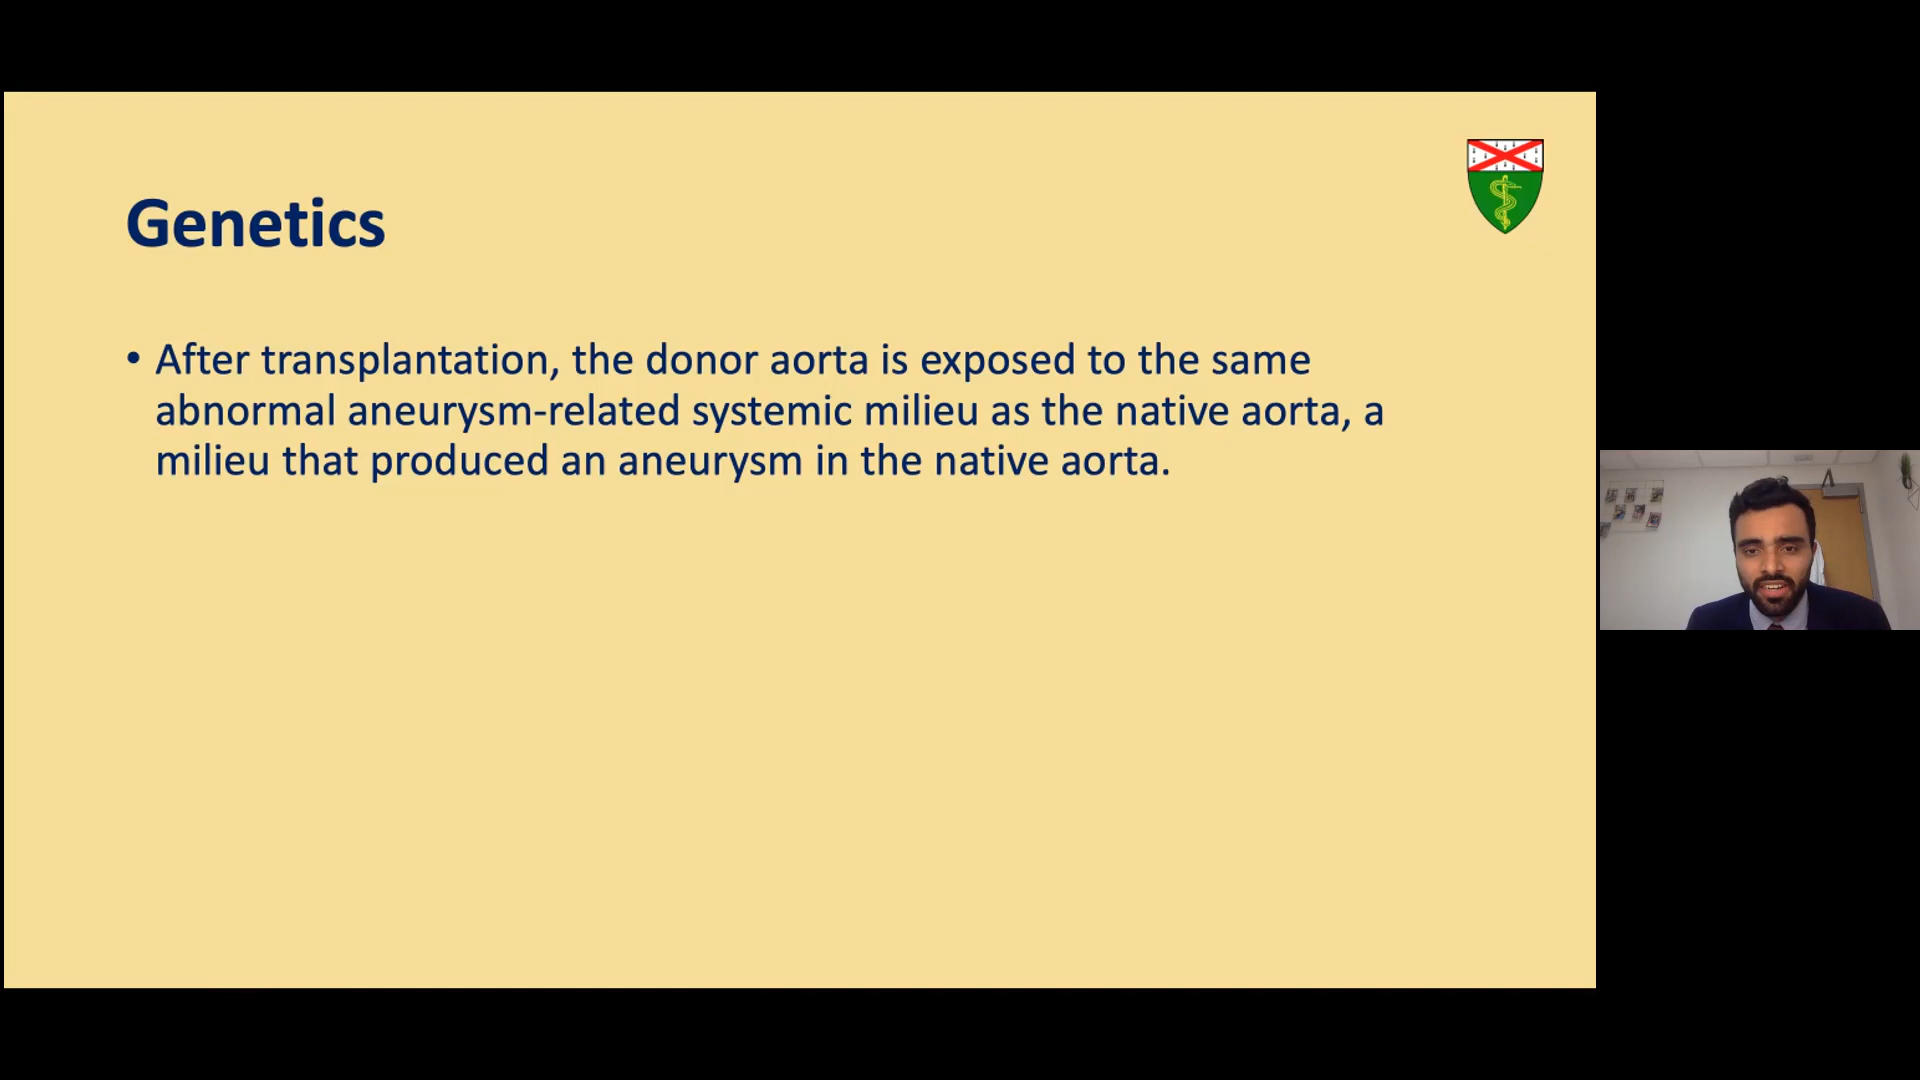 Genetics
• After transplantation, the donor aorta is exposed to the same
abnormal aneurysm-related systemic milieu as the native aorta, a
milieu that produced an aneurysm in the native aorta.